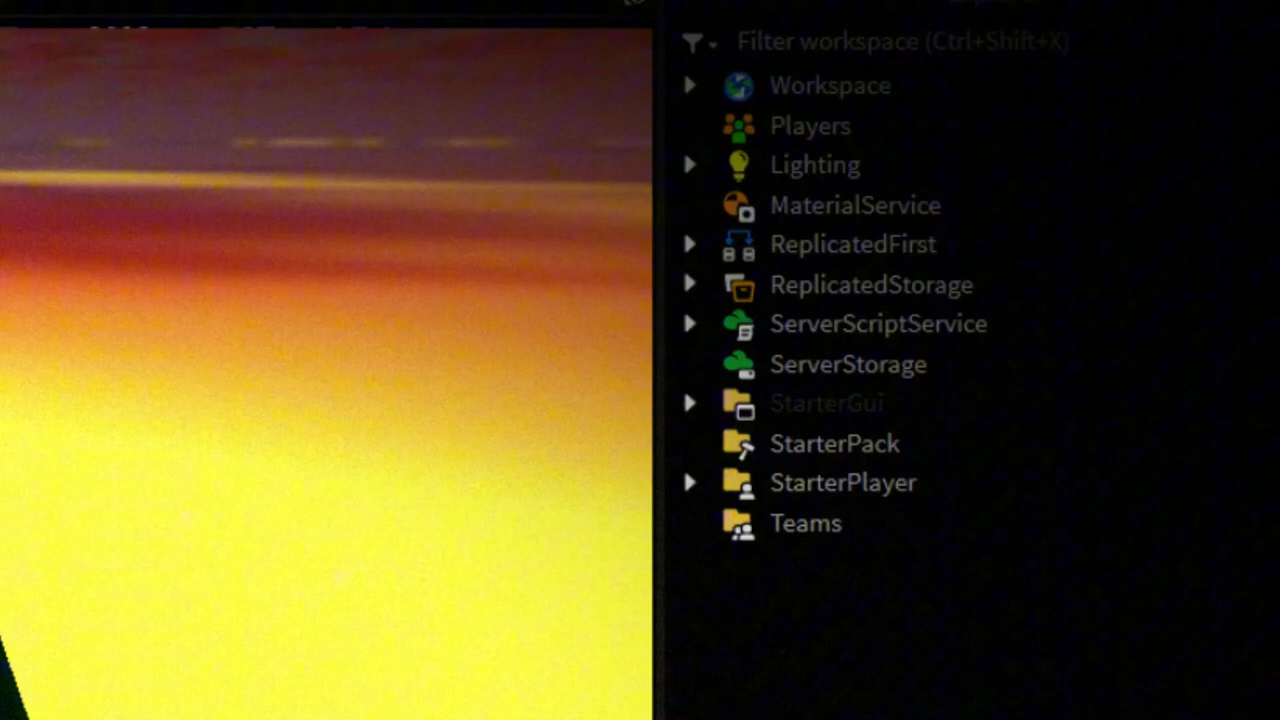 Filter workspace (Ctrl+Shift+X)
Workspace
Players
Lighting
MaterialService
ReplicatedFirst
ReplicatedStorage
ServerScriptService
ServerStorage
StarterGui
StarterPack
StarterPlayer
Teams